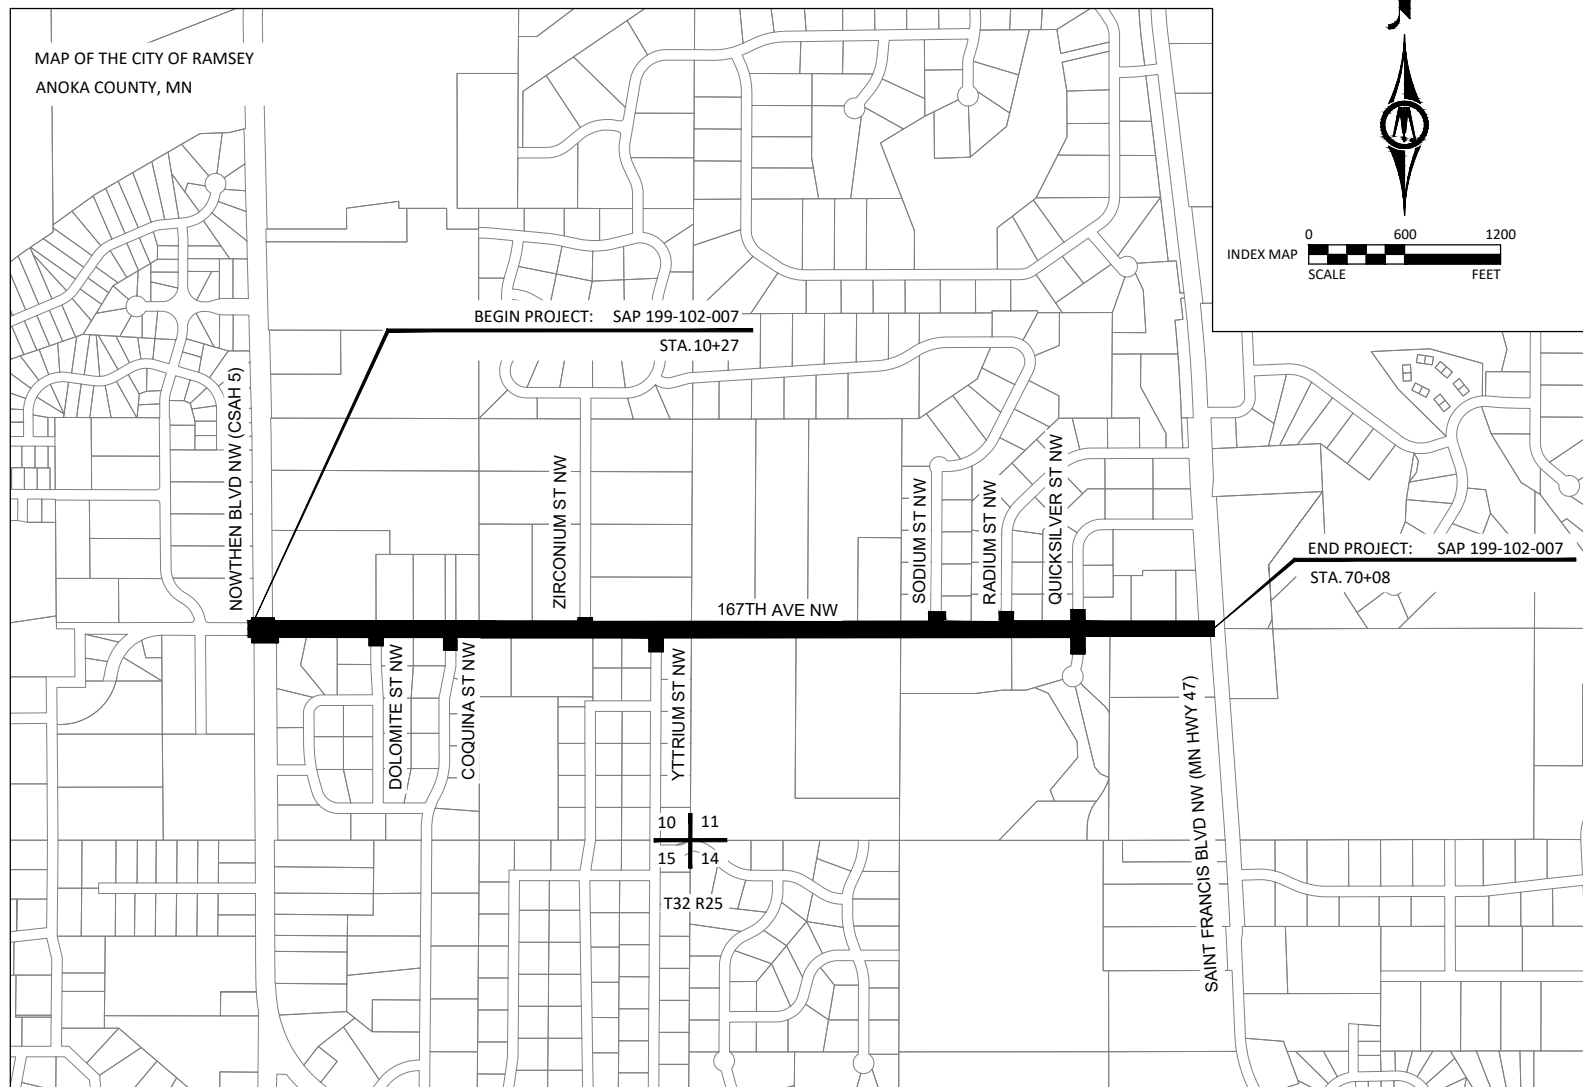 MAP OF THE CITY OF RAMSEY
ANOKA COUNTY, MN
0 600 1200
INDEX MAP
SCALE FEET
BEGIN PROJECT: SAP 199-102-007
STA. 10+27
NOWTHEN BLVD NW (CSAH 5)
ZIRCONIUM ST NW
SODIUM ST NW
RADIUM ST NW
QUICKSILVER ST NW
END PROJECT: SAP 199-102-007
STA. 70+08
167TH AVE NW
DOLOMITE ST NW
COQUINA ST NW
YTTRIUM ST NW
SAINT FRANCIS BLVD NW (MN HWY 47)
10 11
15 14
T32 R25